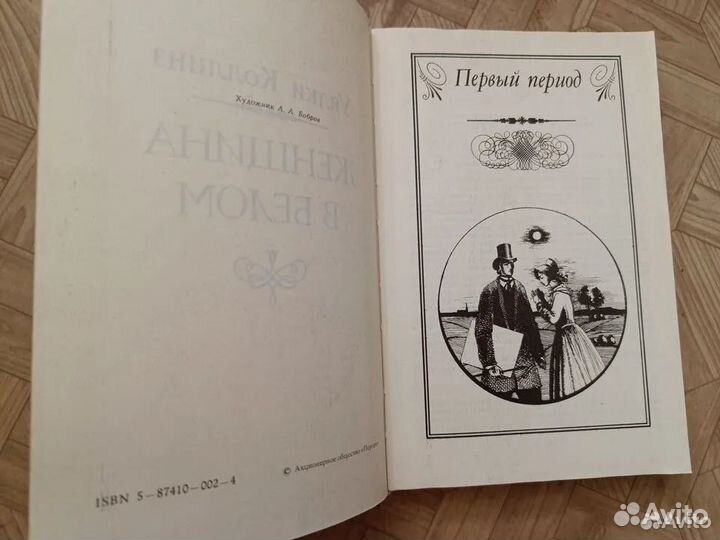 Уилки Коллинз
Художник А. А. Бобров
ЖЕНЩИНА
В БЕЛОМ
© Акционерное общество
ISBN 5-87410-002-4
Первый период
Avito